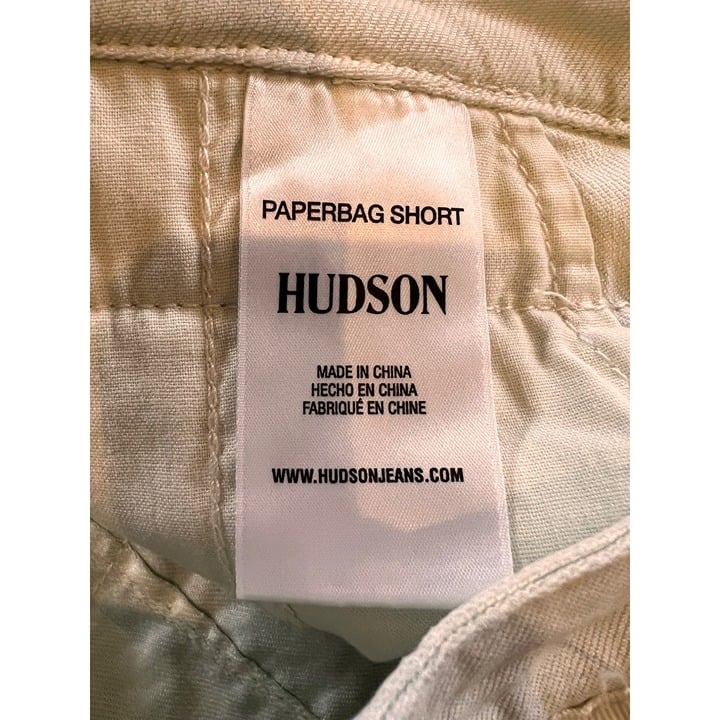 PAPERBAG SHORT
HUDSON
MADE IN CHINA
HECHO EN CHINA
FABRIQUÉ EN CHINE
WWW.HUDSONJEANS.COM